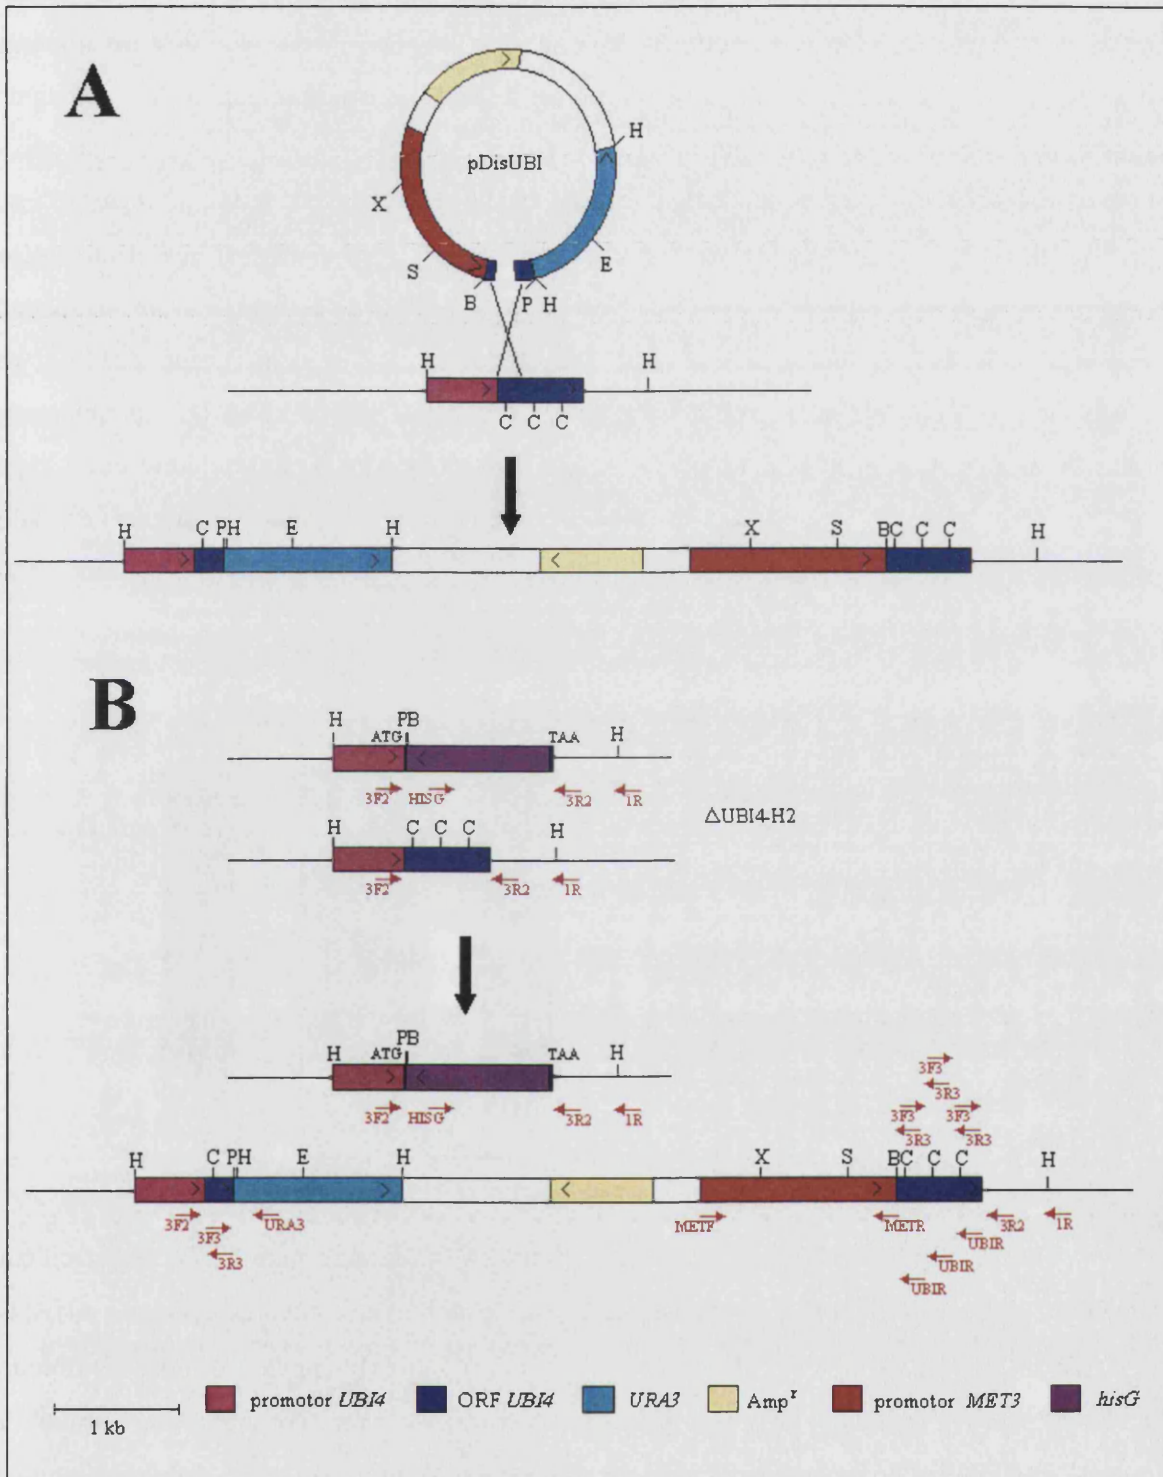 A
H
pDisUBI
X
S
E
B
P H
H
H
C C C
H C PH E H X S BC C C H
B
H PB H
ATG TAA
3F2 HISG 3R2 1R
ΔUBI4-H2
H C C C H
3F2 3R2 1R
H PB H
ATG TAA
3F2 HISG 3R2 1R
3F3
3R3
3F3 3F3
3R3 3R3
H C PH E H X S BC C C H
3F2 URA3 METF METR 3R2 1R
3F3 UBIR
3R3 UBIR
UBIR
promotor UBI4 ORF UBI4 URA3 Ampʳ promotor MET3 hisG
1 kb